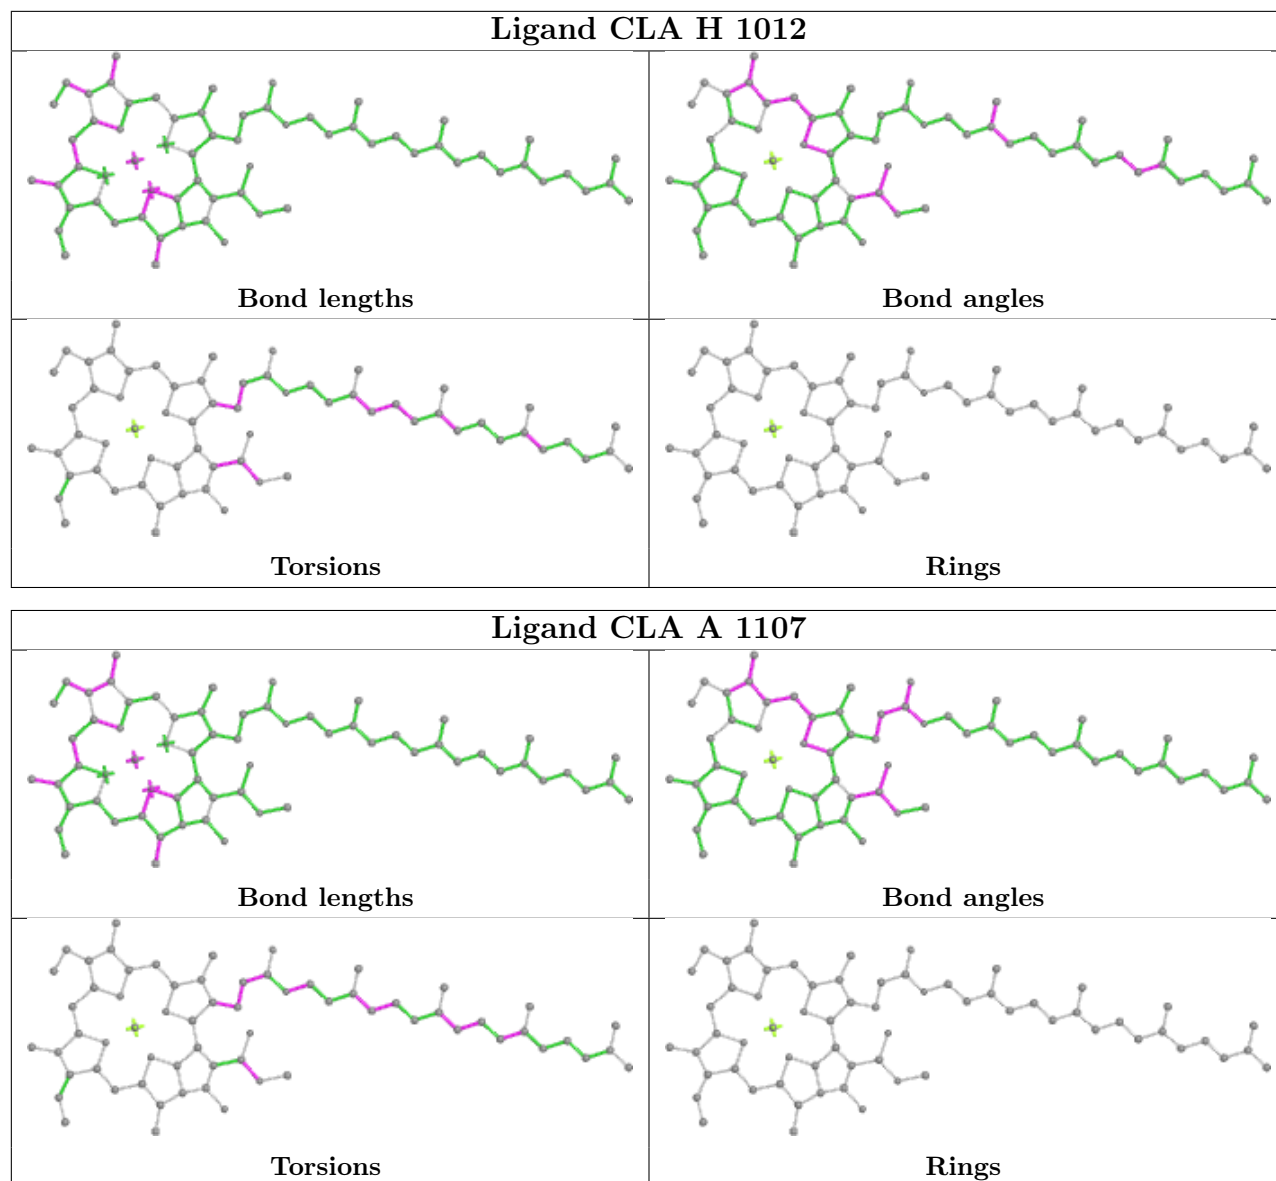 Ligand CLA H 1012
Bond lengths
Bond angles
Torsions
Rings
Ligand CLA A 1107
Bond lengths
Bond angles
Torsions
Rings